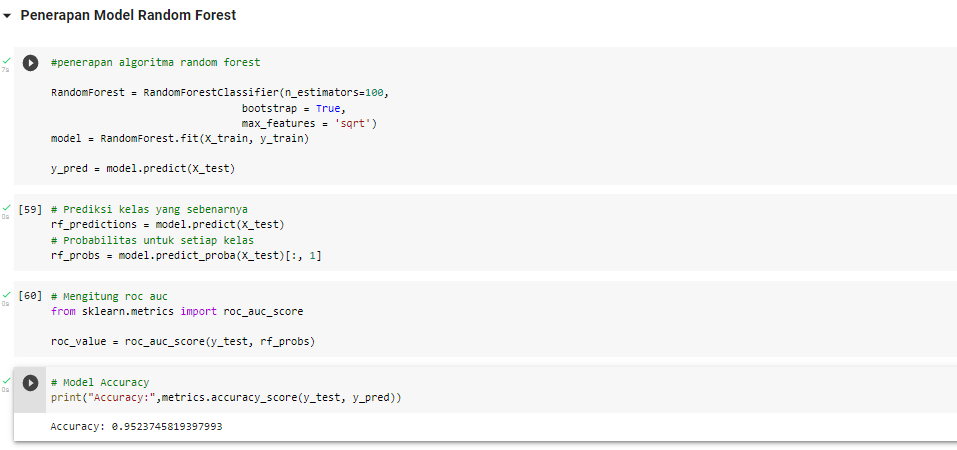 Penerapan Model Random Forest
7s
#penerapan algoritma random forest
RandomForest = RandomForestClassifier(n_estimators=100,
bootstrap = True,
max_features = 'sqrt')
model = RandomForest.fit(X_train, y_train)
y_pred = model.predict(X_test)
0s
[59] # Prediksi kelas yang sebenarnya
rf_predictions = model.predict(X_test)
# Probabilitas untuk setiap kelas
rf_probs = model.predict_proba(X_test)[:, 1]
0s
[60] # Mengitung roc auc
from sklearn.metrics import roc_auc_score
roc_value = roc_auc_score(y_test, rf_probs)
0s
# Model Accuracy
print("Accuracy:",metrics.accuracy_score(y_test, y_pred))
Accuracy: 0.9523745819397993